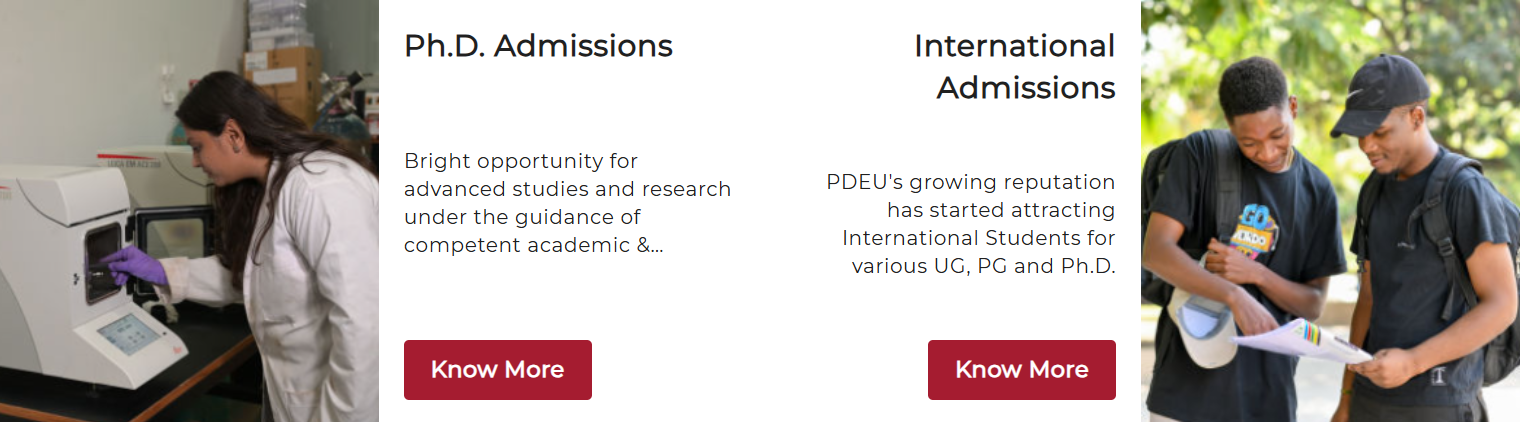 Ph.D. Admissions
Bright opportunity for
advanced studies and research
under the guidance of
competent academic &...
Know More
International
Admissions
PDEU's growing reputation
has started attracting
International Students for
various UG, PG and Ph.D.
Know More